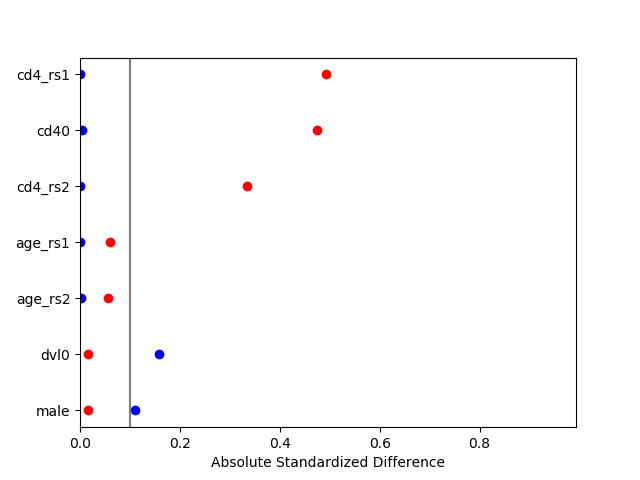 cd4_rs1
cd40
cd4_rs2
age_rs1
age_rs2
dvl0
male
0.0 0.2 0.4 0.6 0.8
Absolute Standardized Difference